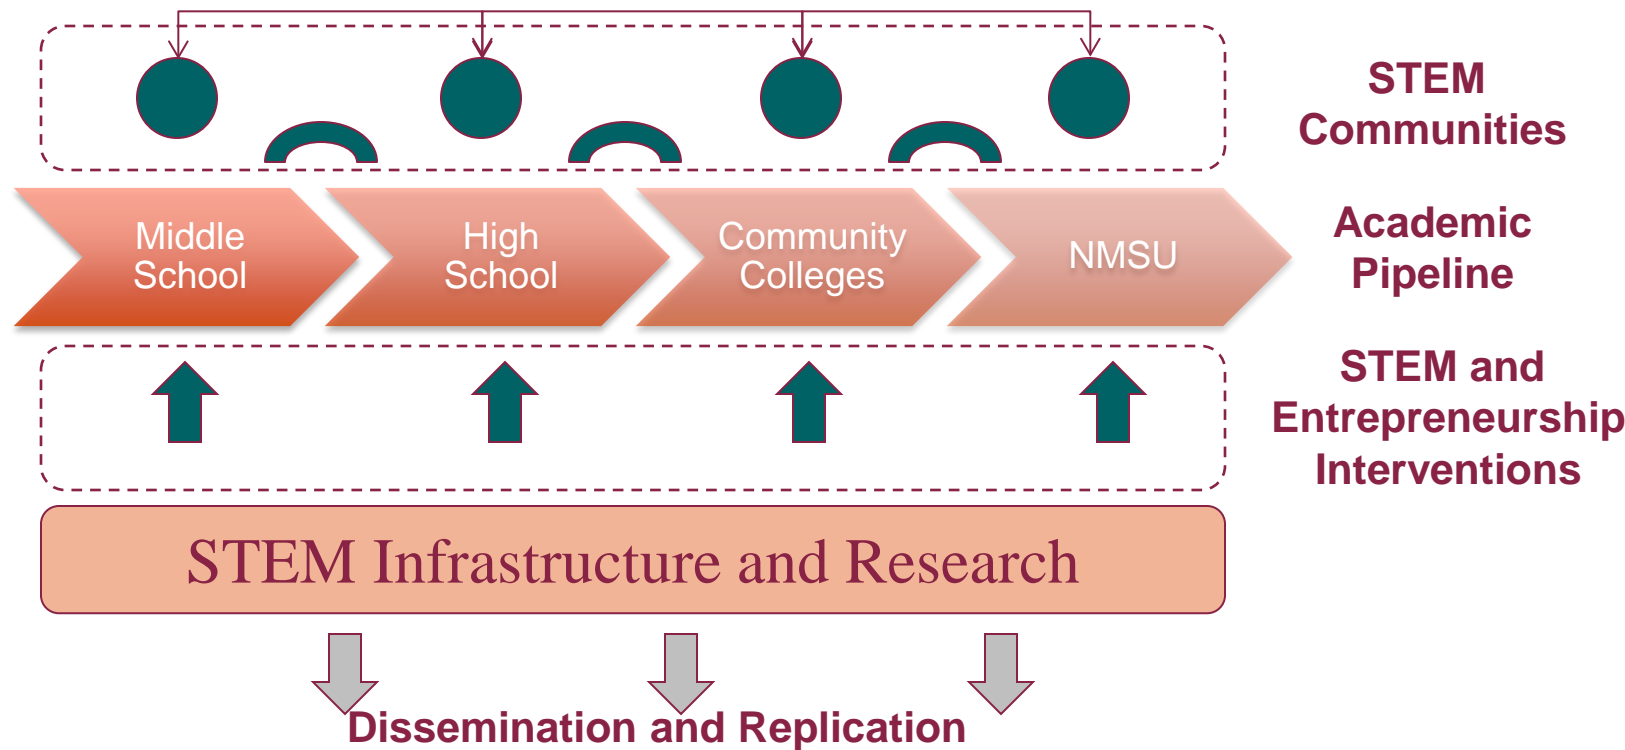 STEM
Communities
Middle
School
High
School
Community
Colleges
NMSU
Academic
Pipeline
STEM and
Entrepreneurship
Interventions
STEM Infrastructure and Research
Dissemination and Replication